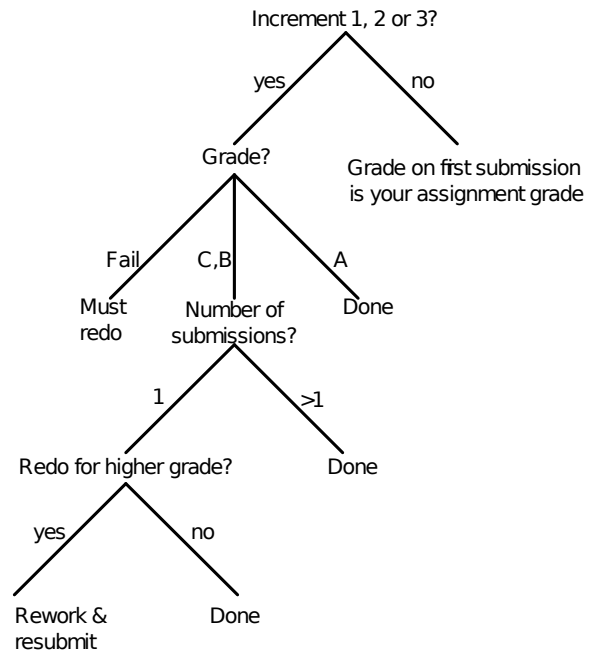 Increment 1, 2 or 3?
yes
no
Grade?
Grade on first submission
is your assignment grade
Fail
C,B
A
Must
redo
Number of
submissions?
Done
1
>1
Redo for higher grade?
Done
yes
no
Rework &
resubmit
Done